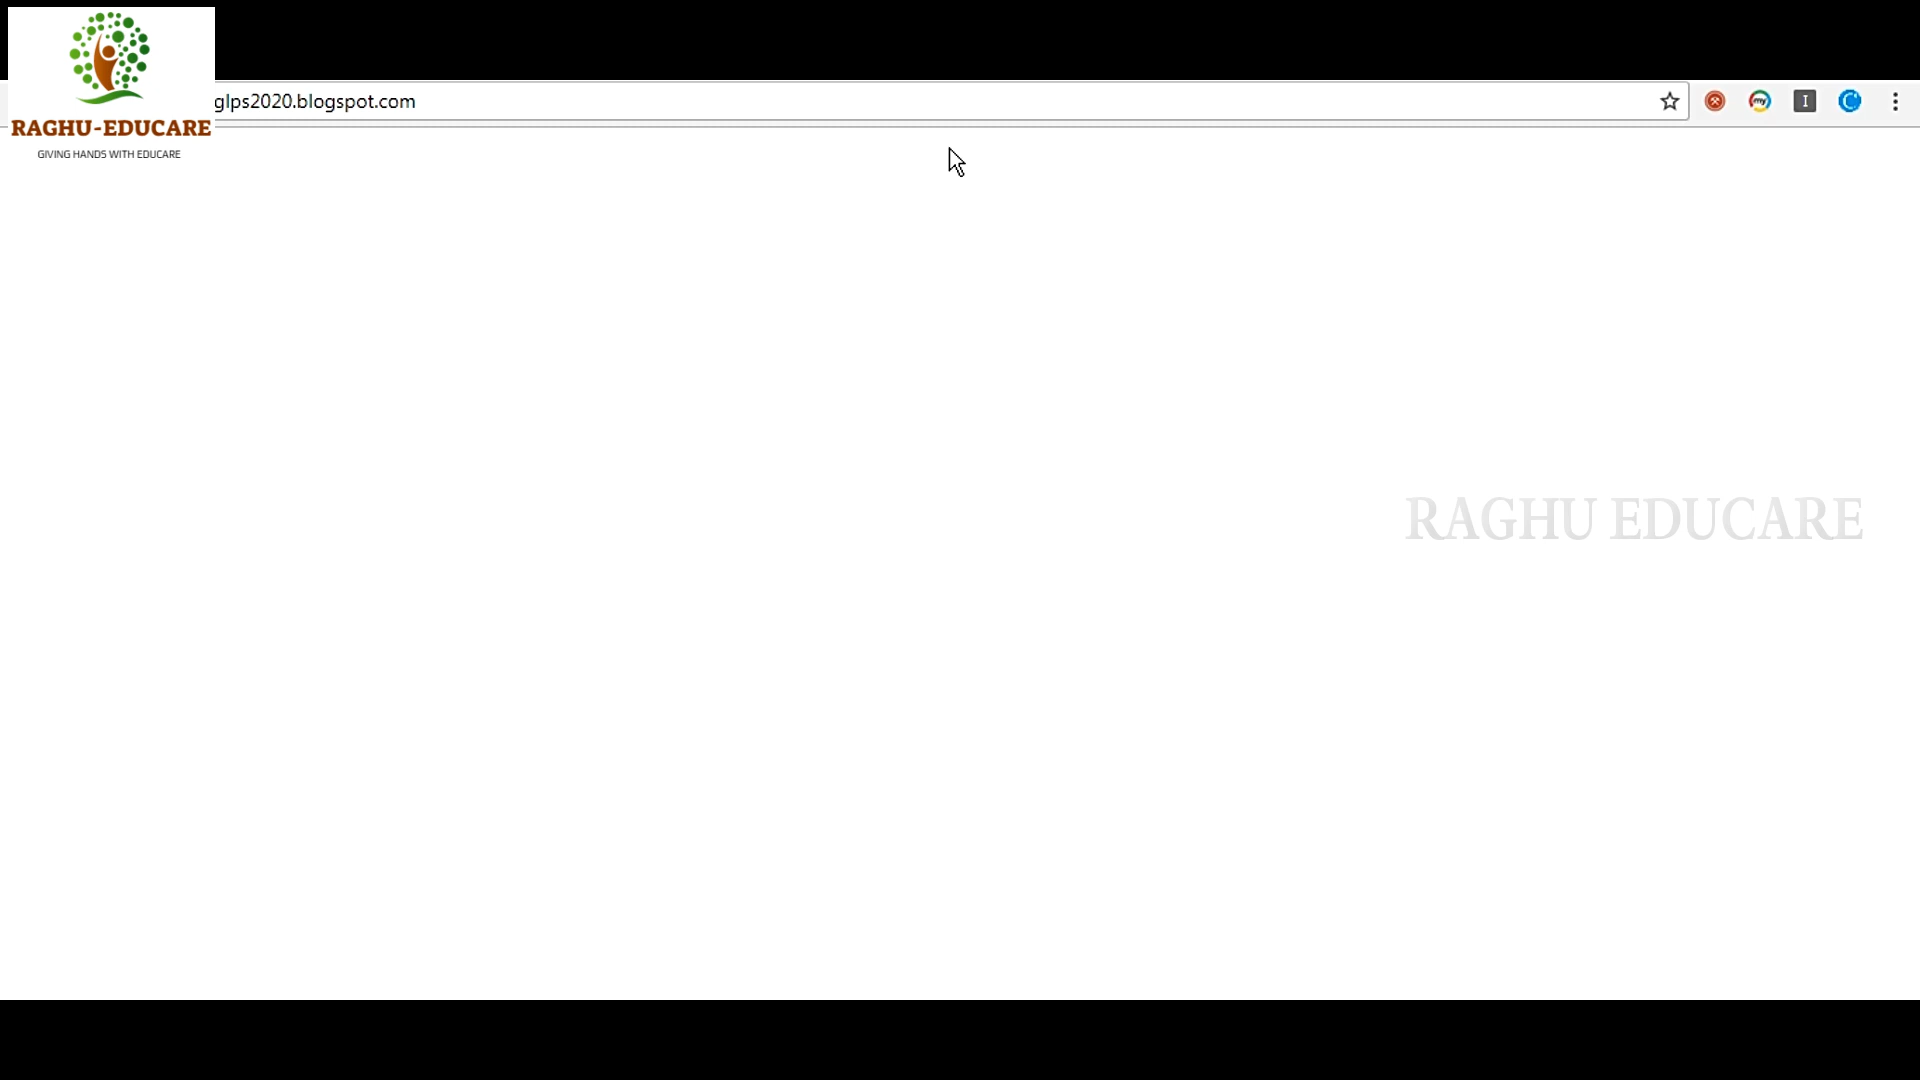 glps2020.blogspot.com
RAGHU-EDUCARE
GIVING HANDS WITH EDUCARE
RAGHU EDUCARE